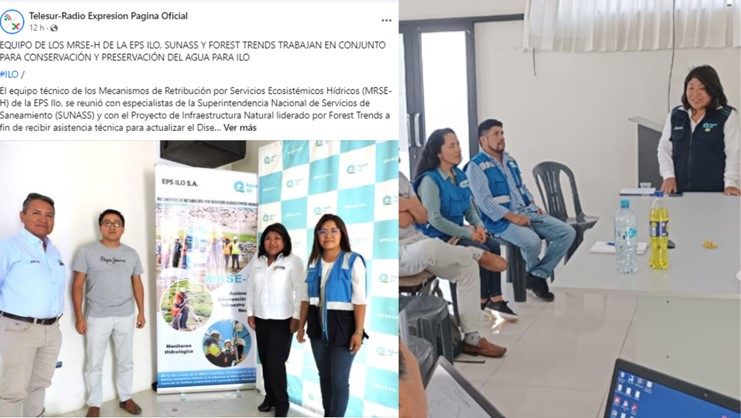 Telesur-Radio Expresion Pagina Oficial
12 h ·
EQUIPO DE LOS MRSE-H DE LA EPS ILO, SUNASS Y FOREST TRENDS TRABAJAN EN CONJUNTO
PARA CONSERVACIÓN Y PRESERVACIÓN DEL AGUA PARA ILO
#ILO /
El equipo técnico de los Mecanismos de Retribución por Servicios Ecosistémicos Hídricos (MRSE-
H) de la EPS Ilo, se reunió con especialistas de la Superintendencia Nacional de Servicios de
Saneamiento (SUNASS) y con el Proyecto de Infraestructura Natural liderado por Forest Trends a
fin de recibir asistencia técnica para actualizar el Dise... Ver más
EPS ILO S.A.
MRSE-
Monitoreo
Hidrológico